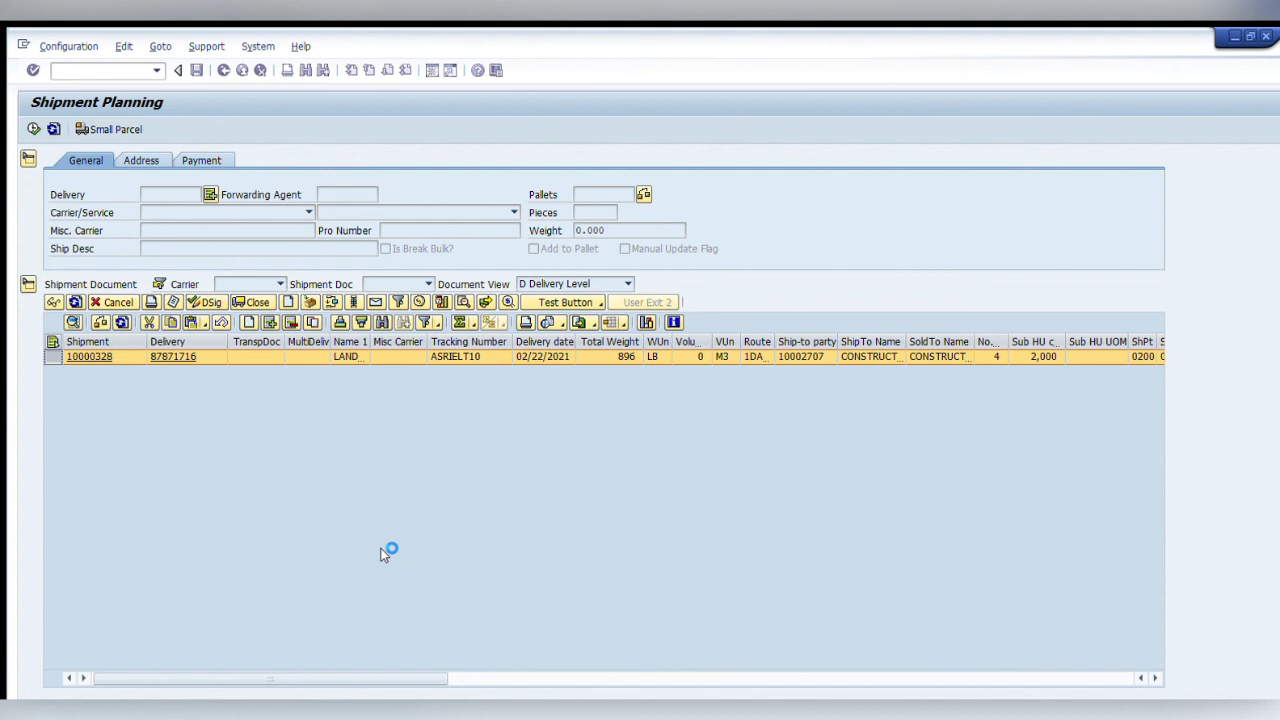 Configuration Edit Goto Support System Help
Shipment Planning
Small Parcel
General Address Payment
Delivery Forwarding Agent Pallets
Carrier/Service Pieces
Misc. Carrier Pro Number Weight 0.000
Ship Desc Is Break Bulk? Add to Pallet Manual Update Flag
Shipment Document Carrier Shipment Doc Document View D Delivery Level
Cancel DSig Close Test Button User Exit 2
Shipment Delivery TranspDoc MultiDeliv Name 1 Misc Carrier Tracking Number Delivery date Total Weight WUn Volu... VUn Route Ship-to party ShipTo Name SoldTo Name No... Sub HU c... Sub HU UOM ShPt S
10000328 87871716 LAND... ASRIELT10 02/22/2021 896 LB 0 M3 1DA... 10002707 CONSTRUCT... CONSTRUCT... 4 2,000 0200